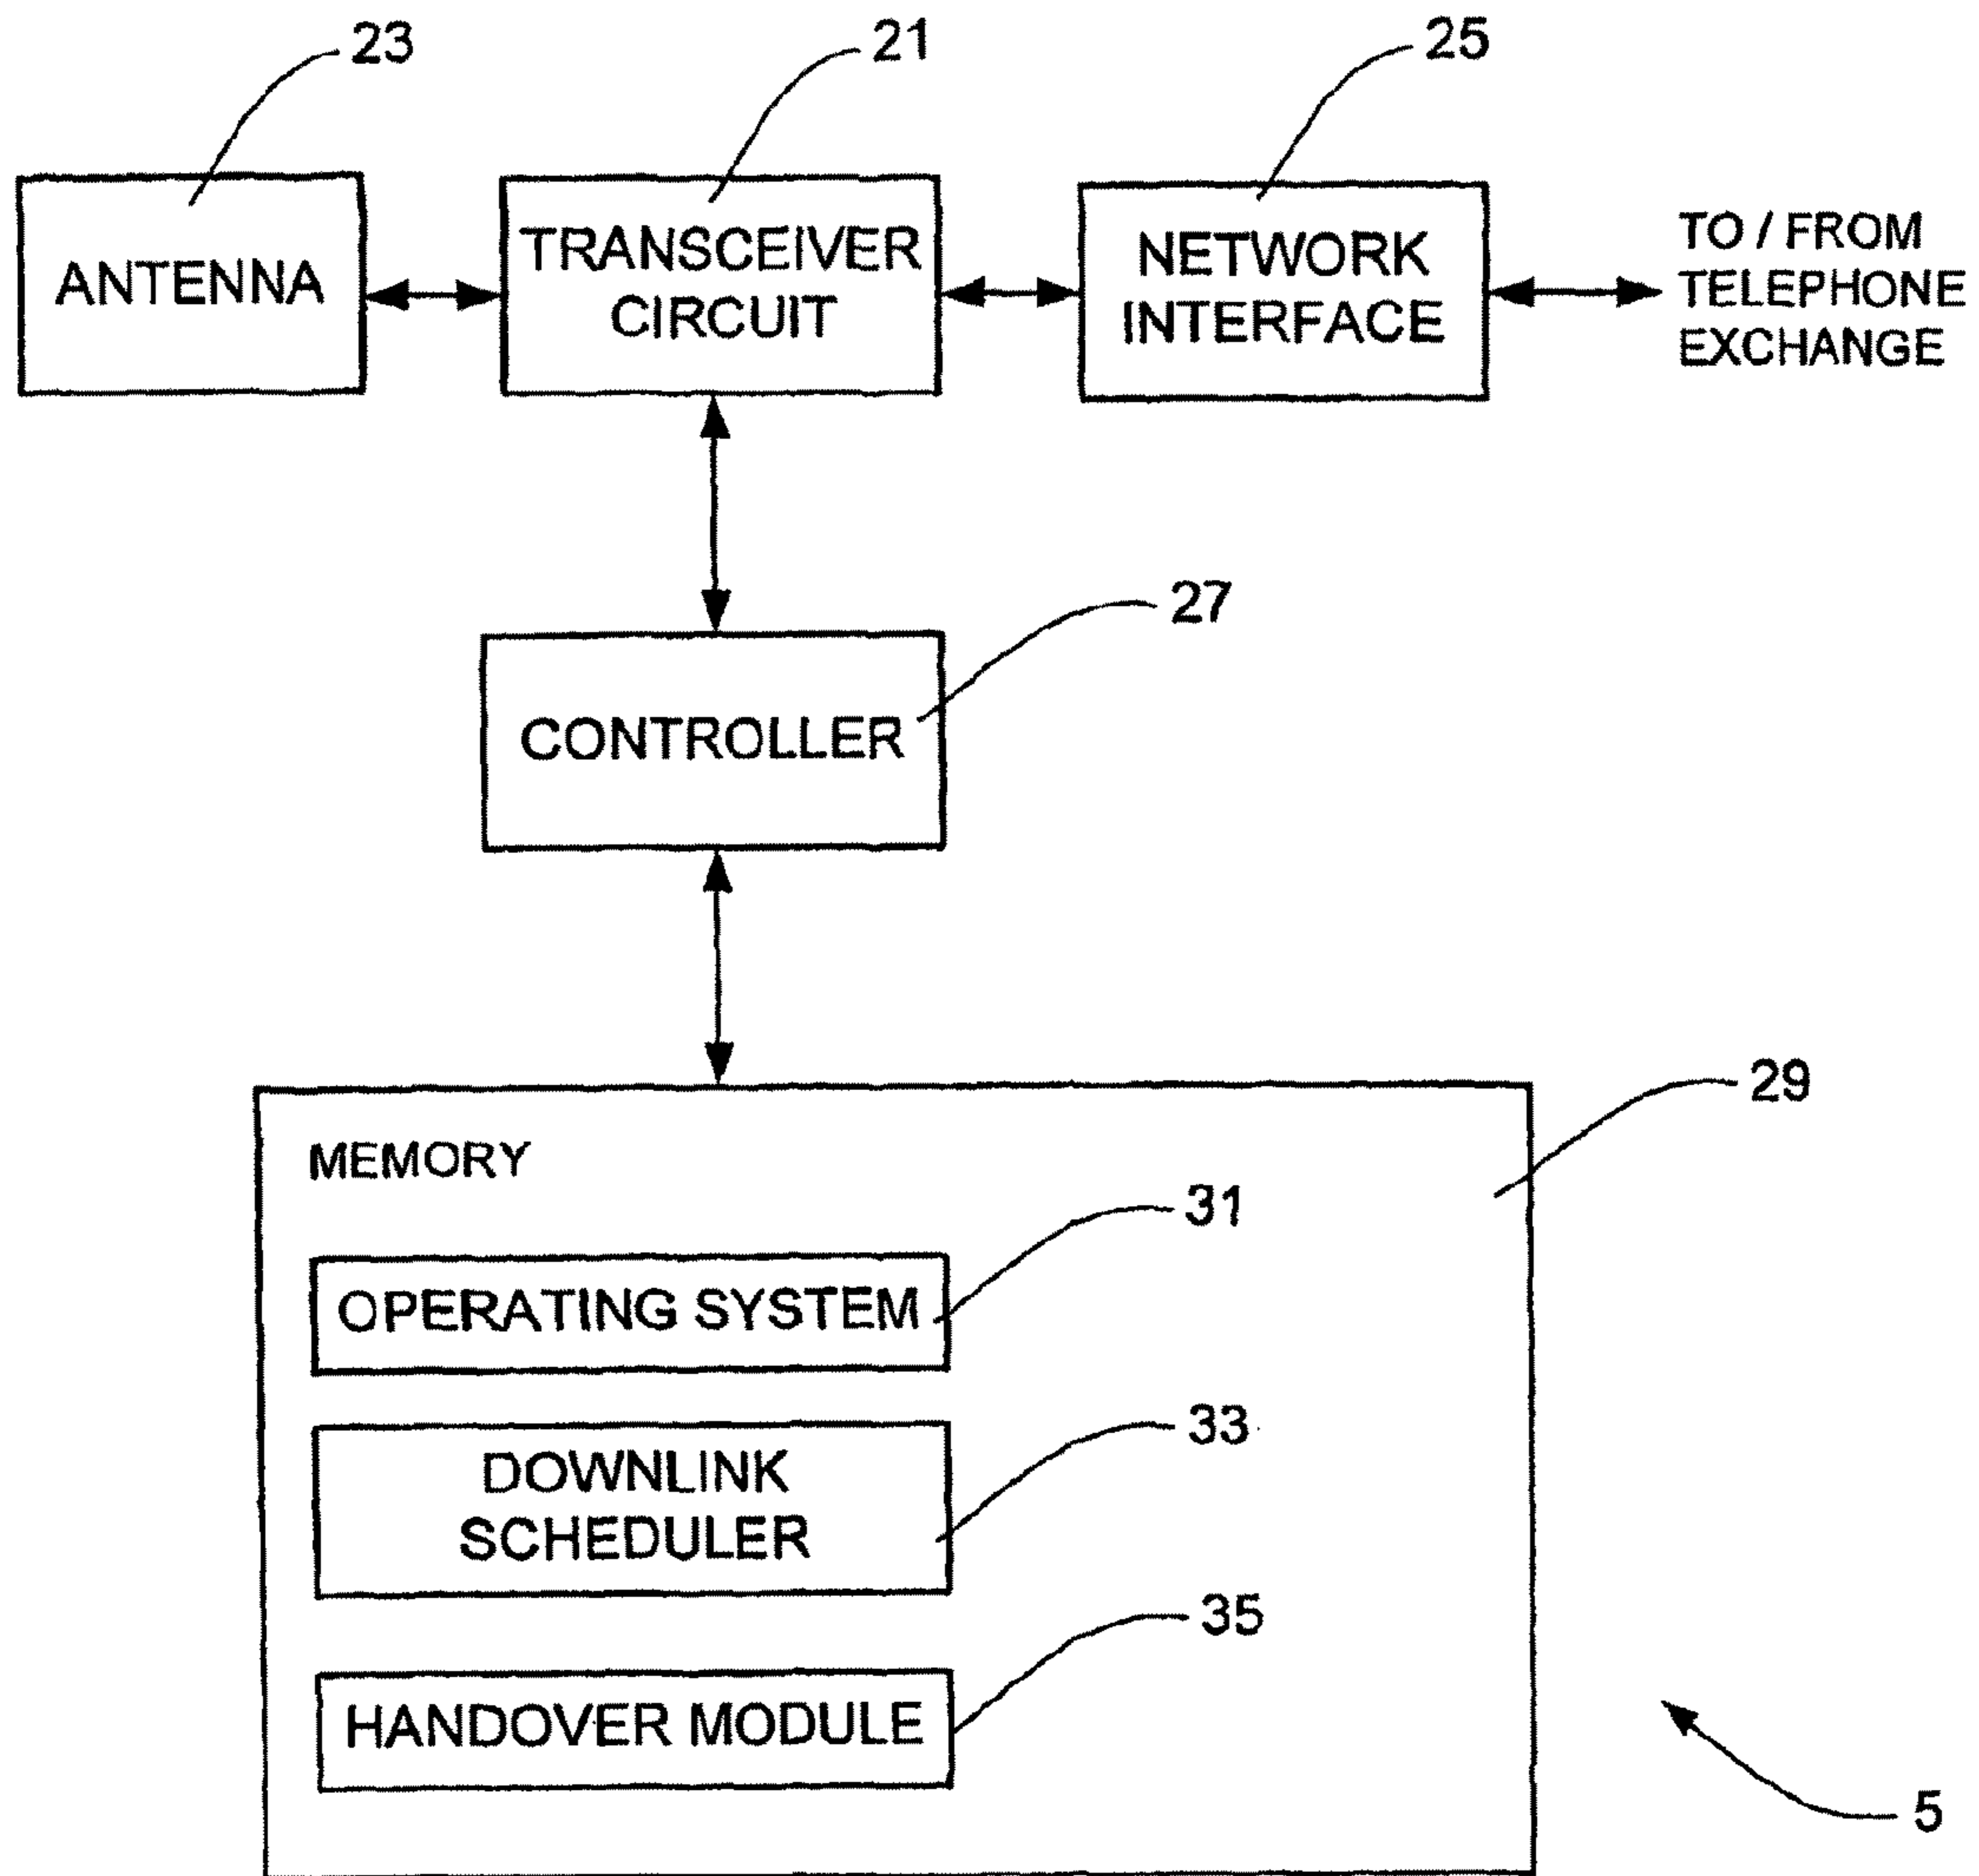 23
21
25
ANTENNA
TRANSCEIVER
CIRCUIT
NETWORK
INTERFACE
TO / FROM
TELEPHONE
EXCHANGE
27
CONTROLLER
29
MEMORY
31
OPERATING SYSTEM
33
DOWNLINK
SCHEDULER
35
HANDOVER MODULE
5